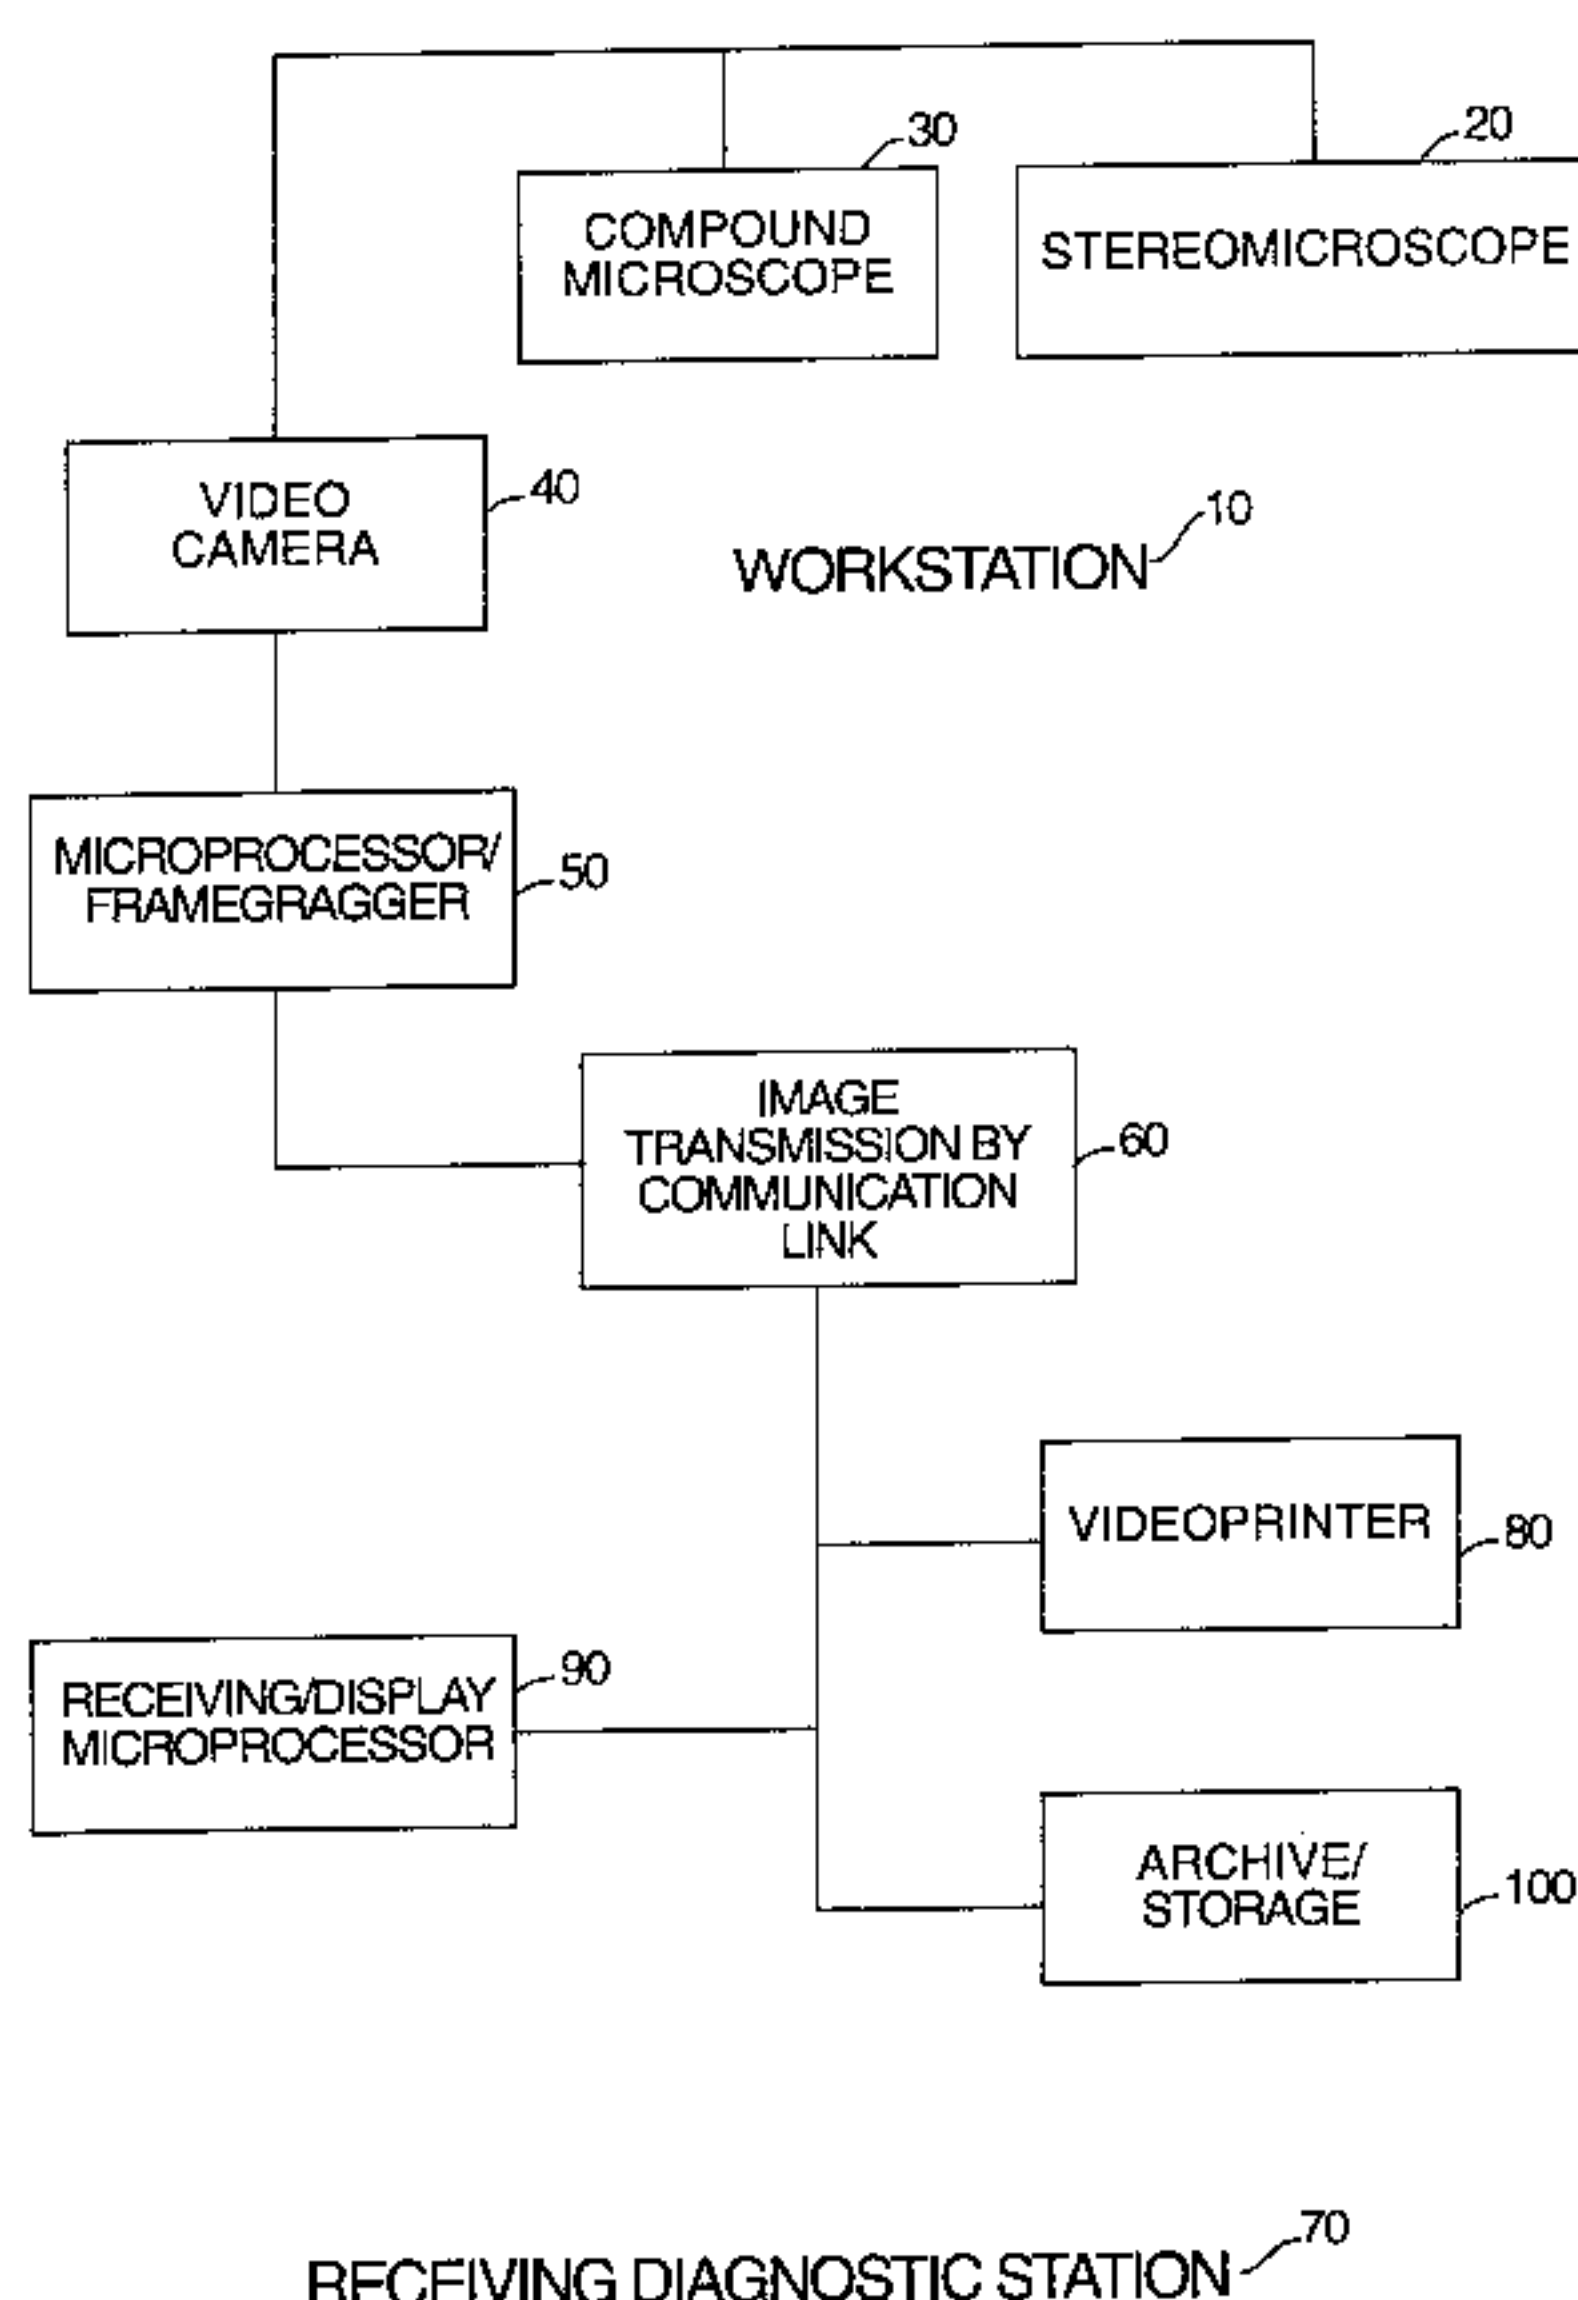 30
20
COMPOUND
MICROSCOPE
STEREOMICROSCOPE
VIDEO
CAMERA
40
10
WORKSTATION
MICROPROCESSOR/
FRAMEGRAGGER
50
IMAGE
TRANSMISSION BY
COMMUNICATION
LINK
60
VIDEOPRINTER
80
90
RECEIVING/DISPLAY
MICROPROCESSOR
ARCHIVE/
STORAGE
100
70
RECEIVING DIAGNOSTIC STATION